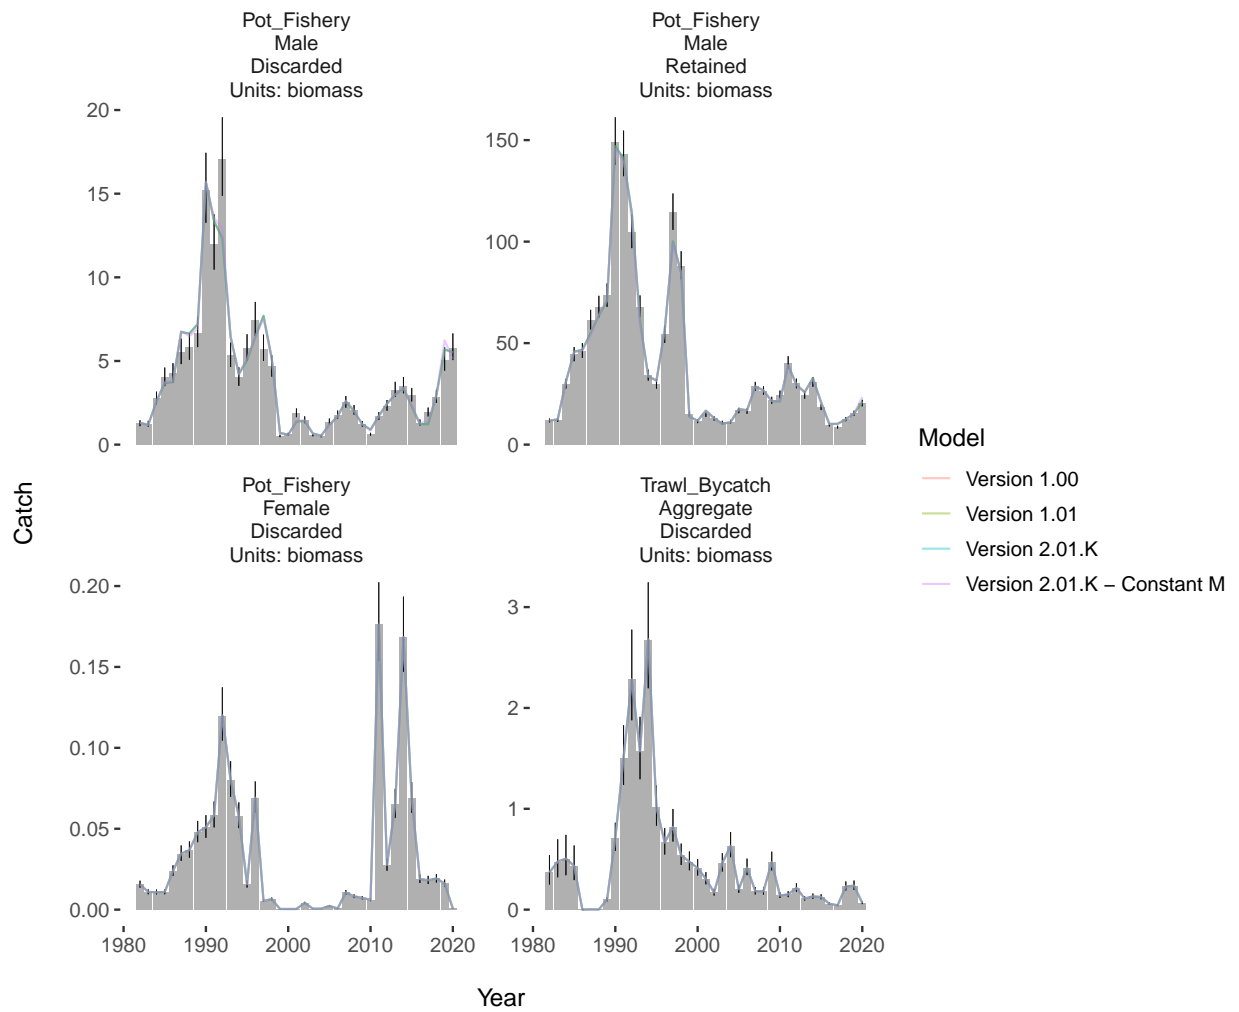 Pot_Fishery
Male
Discarded
Units: biomass
Pot_Fishery
Male
Retained
Units: biomass
20
15
10
5
0
150
100
50
0
Pot_Fishery
Female
Discarded
Units: biomass
Trawl_Bycatch
Aggregate
Discarded
Units: biomass
0.20
0.15
0.10
0.05
0.00
3
2
1
0
1980 1990 2000 2010 2020
1980 1990 2000 2010 2020
Catch
Year
Model
Version 1.00
Version 1.01
Version 2.01.K
Version 2.01.K − Constant M